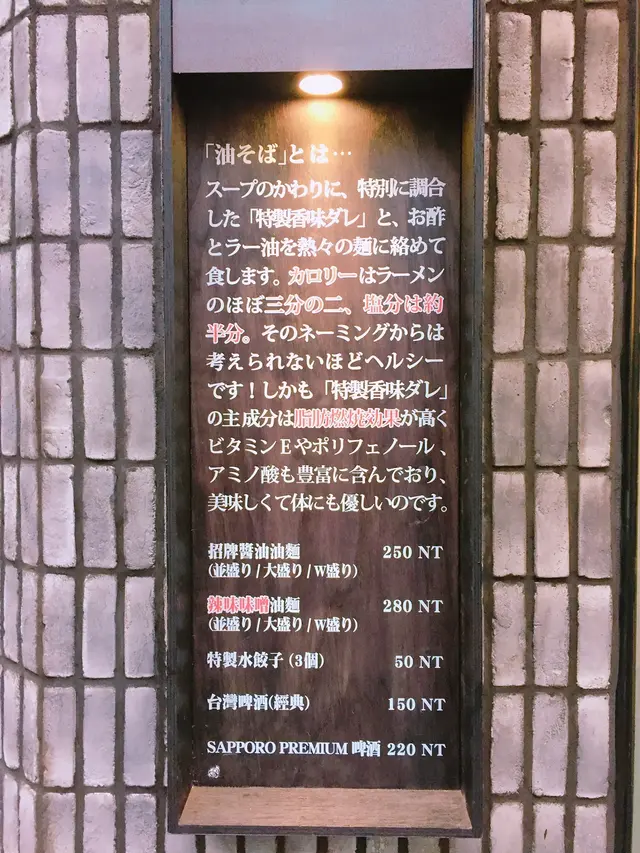 「油そば」とは…
スープのかわりに、特別に調合
した「特製香味ダレ」と、お酢
とラー油を熱々の麺に絡めて
食します。カロリーはラーメン
のほぼ三分の二、塩分は約
半分。そのネーミングからは
考えられないほどヘルシー
です！しかも「特製香味ダレ」
の主成分は脂肪燃焼効果が高く
ビタミンEやポリフェノール、
アミノ酸も豊富に含んでおり、
美味しくて体にも優しいのです。
招牌醬油油麵 250 NT
(並盛り/大盛り/W盛り)
辣味味噌油麵 280 NT
(並盛り/大盛り/W盛り)
特製水餃子(3個) 50 NT
台灣啤酒(經典) 150 NT
SAPPORO PREMIUM 啤酒 220 NT